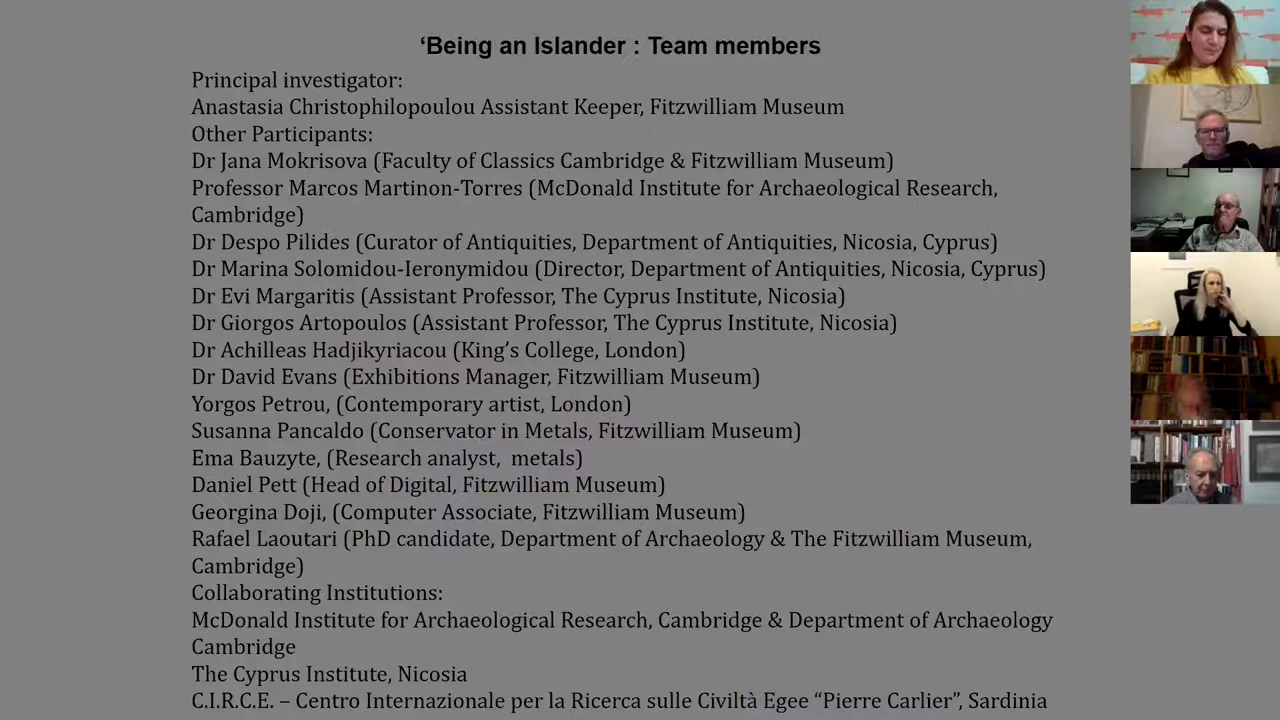 ‘Being an Islander : Team members
Principal investigator:
Anastasia Christophilopoulou Assistant Keeper, Fitzwilliam Museum
Other Participants:
Dr Jana Mokrisova (Faculty of Classics Cambridge & Fitzwilliam Museum)
Professor Marcos Martinon-Torres (McDonald Institute for Archaeological Research,
Cambridge)
Dr Despo Pilides (Curator of Antiquities, Department of Antiquities, Nicosia, Cyprus)
Dr Marina Solomidou-Ieronymidou (Director, Department of Antiquities, Nicosia, Cyprus)
Dr Evi Margaritis (Assistant Professor, The Cyprus Institute, Nicosia)
Dr Giorgos Artopoulos (Assistant Professor, The Cyprus Institute, Nicosia)
Dr Achilleas Hadjikyriacou (King’s College, London)
Dr David Evans (Exhibitions Manager, Fitzwilliam Museum)
Yorgos Petrou, (Contemporary artist, London)
Susanna Pancaldo (Conservator in Metals, Fitzwilliam Museum)
Ema Bauzyte, (Research analyst,  metals)
Daniel Pett (Head of Digital, Fitzwilliam Museum)
Georgina Doji, (Computer Associate, Fitzwilliam Museum)
Rafael Laoutari (PhD candidate, Department of Archaeology & The Fitzwilliam Museum,
Cambridge)
Collaborating Institutions:
McDonald Institute for Archaeological Research, Cambridge & Department of Archaeology
Cambridge
The Cyprus Institute, Nicosia
C.I.R.C.E. – Centro Internazionale per la Ricerca sulle Civiltà Egee “Pierre Carlier”, Sardinia